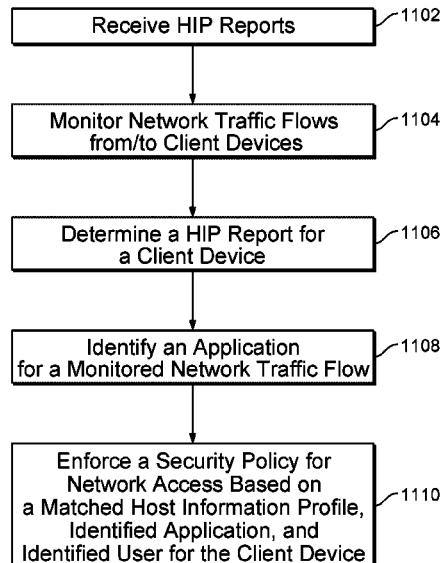 Receive HIP Reports
1102
Monitor Network Traffic Flows
from/to Client Devices
1104
Determine a HIP Report for
a Client Device
1106
Identify an Application
for a Monitored Network Traffic Flow
1108
Enforce a Security Policy for
Network Access Based on
a Matched Host Information Profile,
Identified Application, and
Identified User for the Client Device
1110